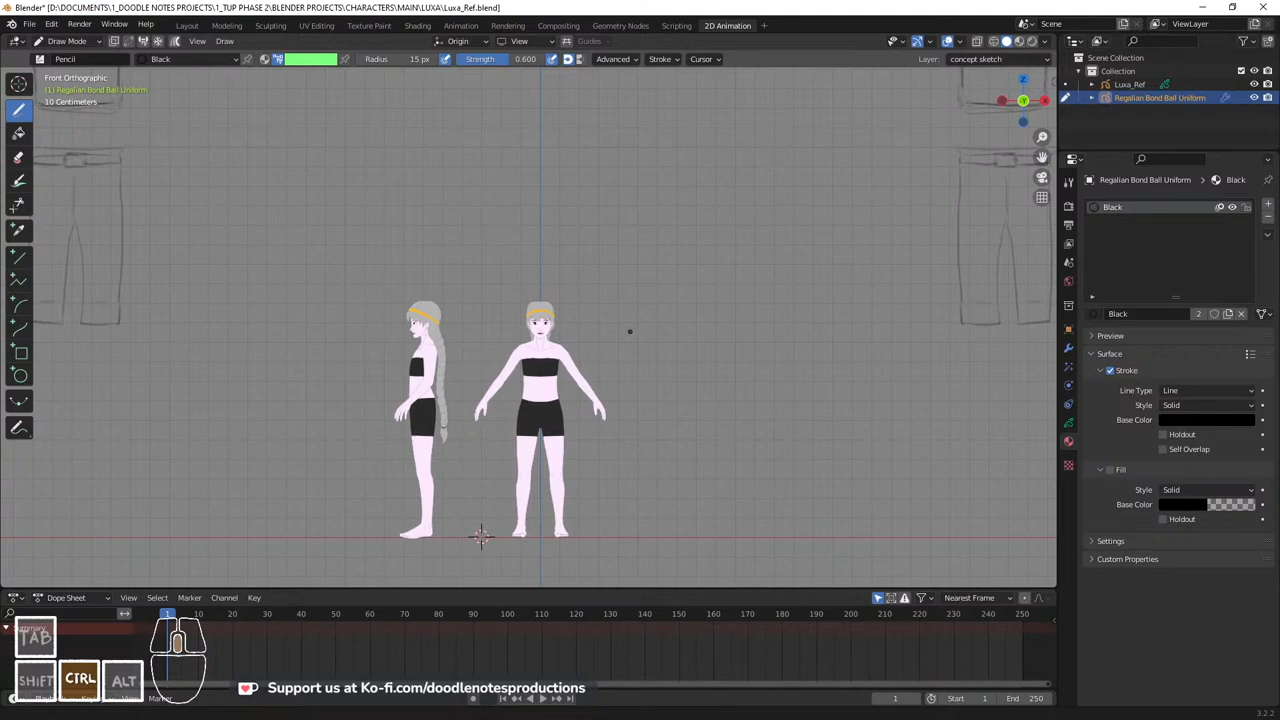 Blender* [D:\DOCUMENTS\1_DOODLE NOTES PROJECTS\1_TUP PHASE 2\BLENDER PROJECTS\CHARACTERS\MAIN\LUXA\Luxa_Ref.blend]
File Edit Render Window Help Layout Modeling Sculpting UV Editing Texture Paint Shading Animation Rendering Compositing Geometry Nodes Scripting 2D Animation + Scene ViewLayer
Draw Mode View Draw Origin View Guides
Pencil Black Radius 15 px Strength 0.600 Advanced Stroke Cursor Layer: concept sketch
Scene Collection
Collection
Luxa_Ref
Regalian Bond Ball Uniform
Front Orthographic
(1) Regalian Bond Ball Uniform
10 Centimeters
Z
Y
X
Regalian Bond Ball Uniform Black
Black
Black 2
Preview
Surface
Stroke
Line Type Line
Style Solid
Base Color
Holdout
Self Overlap
Fill
Style Solid
Base Color
Holdout
Settings
Custom Properties
Dope Sheet View Select Marker Channel Key Nearest Frame
1 10 20 30 40 50 60 70 80 90 100 110 120 130 140 150 160 170 180 190 200 210 220 230 240 250
Summary
TAB
SHIFT CTRL ALT
Support us at Ko-fi.com/doodlenotesproductions
View Marker
1 Start 1 End 250
3.2.2